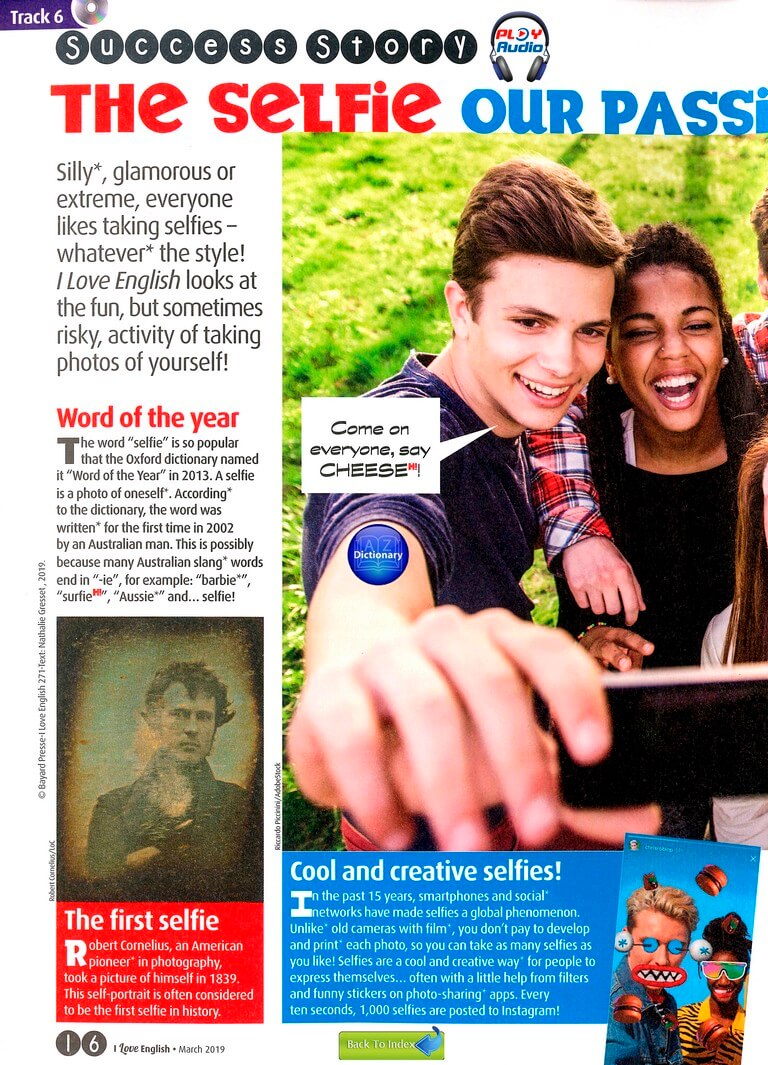 Track 6
Success Story
PLAY
Audio
THE SELFIE OUR PASSI
Silly*, glamorous or
extreme, everyone
likes taking selfies –
whatever* the style!
I Love English looks at
the fun, but sometimes
risky, activity of taking
photos of yourself!
Word of the year
The word “selfie” is so popular
that the Oxford dictionary named
it “Word of the Year” in 2013. A selfie
is a photo of oneself*. According*
to the dictionary, the word was
written* for the first time in 2002
by an Australian man. This is possibly
because many Australian slang* words
end in “-ie”, for example: “barbie*”,
“surfieHI”, “Aussie*” and... selfie!
© Bayard Presse-I Love English 271-Text: Nathalie Gresset, 2019.
Come on
everyone, say
CHEESEHI!
AZ
Dictionary
Robert Cornelius/LoC
Riccardo Piccinini/AdobeStock
The first selfie
Robert Cornelius, an American
pioneer* in photography,
took a picture of himself in 1839.
This self-portrait is often considered
to be the first selfie in history.
Cool and creative selfies!
In the past 15 years, smartphones and social*
networks have made selfies a global phenomenon.
Unlike* old cameras with film*, you don’t pay to develop
and print* each photo, so you can take as many selfies as
you like! Selfies are a cool and creative way* for people to
express themselves... often with a little help from filters
and funny stickers on photo-sharing* apps. Every
ten seconds, 1,000 selfies are posted to Instagram!
16 I Love English • March 2019
Back To Index